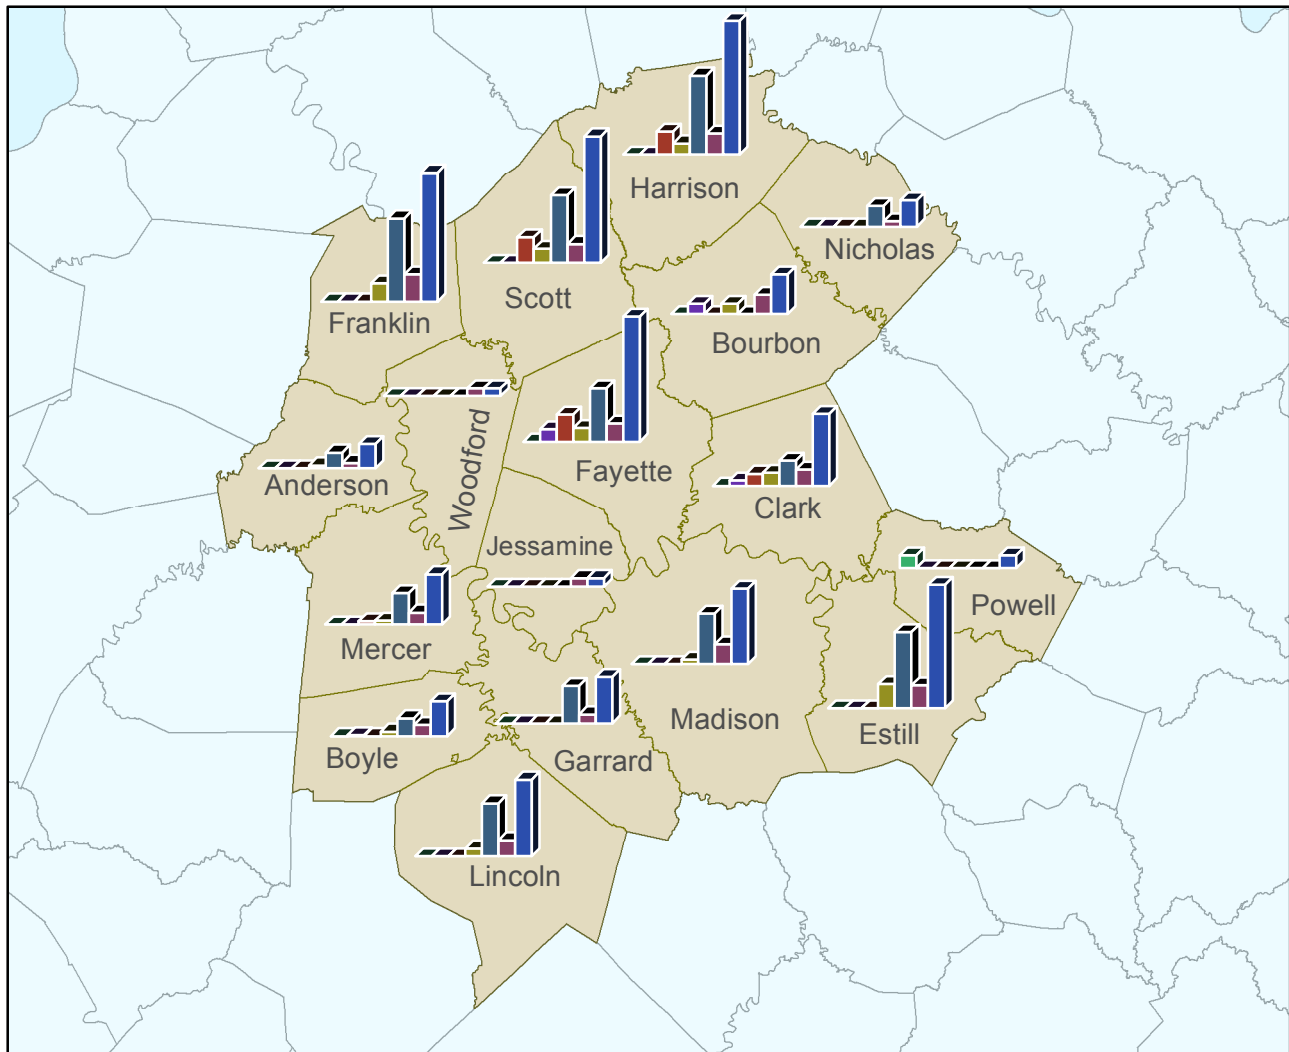 Harrison
Nicholas
Scott
Franklin
Bourbon
Woodford
Fayette
Anderson
Clark
Jessamine
Powell
Mercer
Madison
Estill
Boyle
Garrard
Lincoln